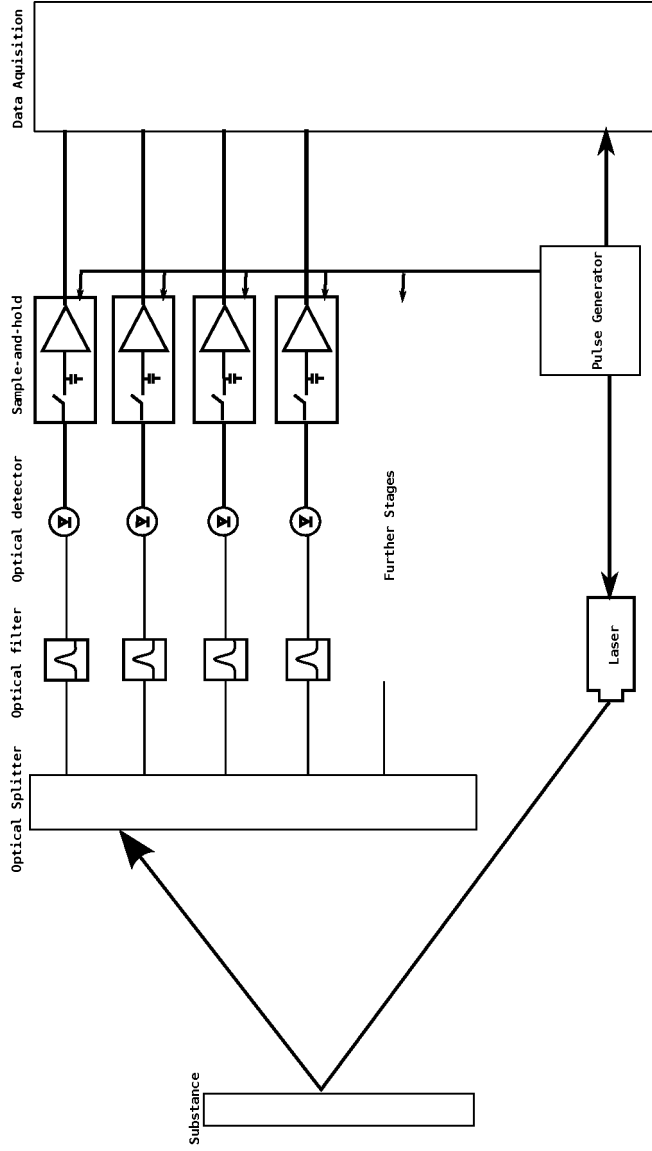 Substance
Optical Splitter
Optical filter
Optical detector
Sample-and-hold
Data Aquisition
Further Stages
Laser
Pulse Generator